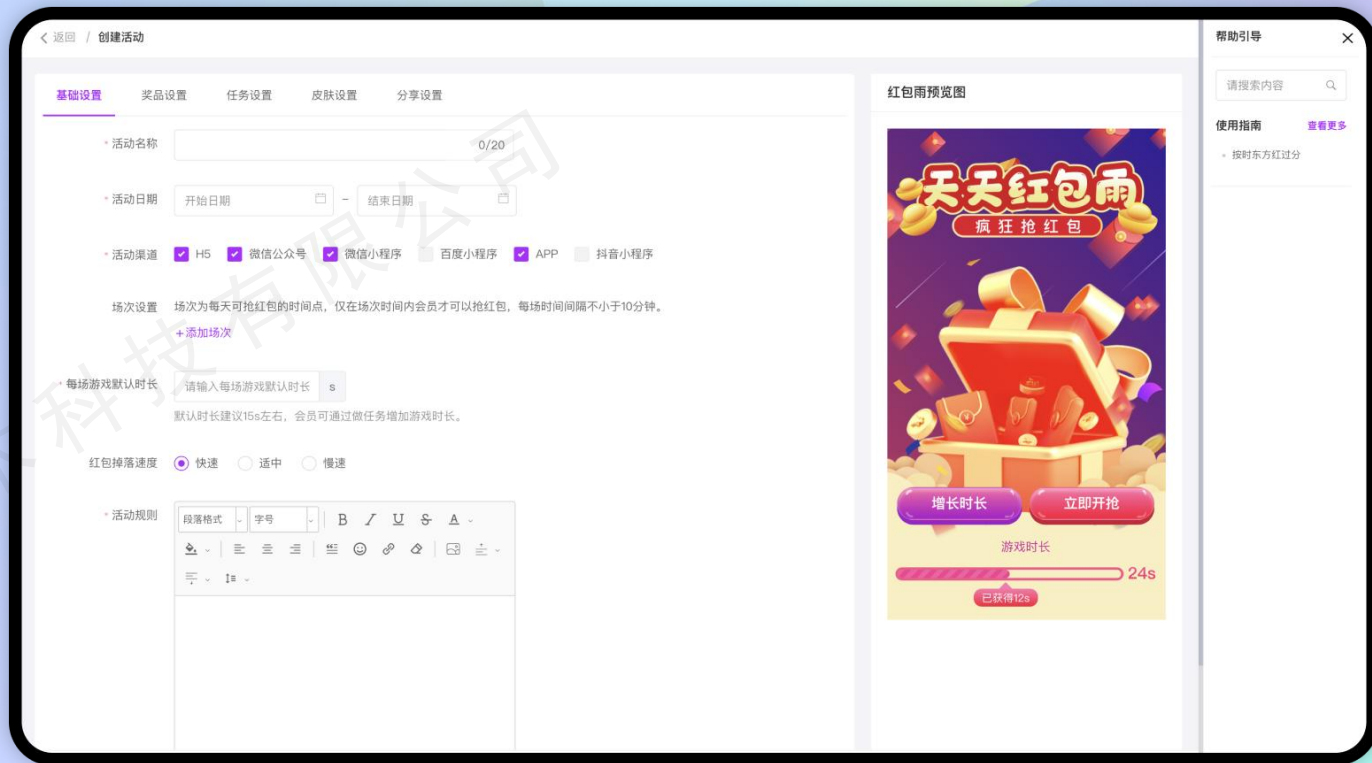 返回 / 创建活动
基础设置 奖品设置 任务设置 皮肤设置 分享设置
* 活动名称 0/20
* 活动日期 开始日期 - 结束日期
* 活动渠道 H5 微信公众号 微信小程序 百度小程序 APP 抖音小程序
场次设置 场次为每天可抢红包的时间点，仅在场次时间内会员才可以抢红包，每场时间间隔不小于10分钟。
+添加场次
* 每场游戏默认时长 请输入每场游戏默认时长 s
默认时长建议15s左右，会员可通过做任务增加游戏时长。
红包掉落速度 快速 适中 慢速
* 活动规则 段落格式 字号 B I U S A
红包雨预览图
天天红包雨
疯狂抢红包
增长时长 立即开抢
游戏时长
24s
已获得12s
帮助引导
请搜索内容
使用指南 查看更多
按时东方红过分
科技有限公司